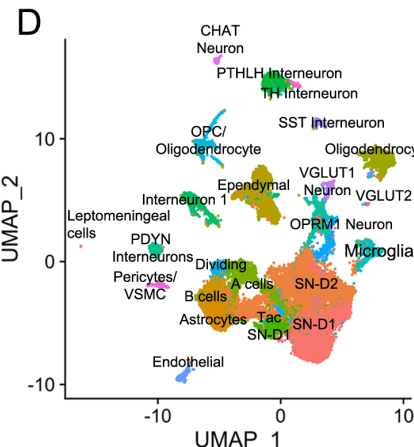 D
CHAT
Neuron
PTHLH Interneuron
TH Interneuron
SST Interneuron
10
OPC/
Oligodendrocyte
Oligodendrocy
VGLUT1
Neuron
VGLUT2
Ependymal
Interneuron 1
OPRM1 Neuron
Leptomeningeal
cells
PDYN
Interneurons
Microglia
UMAP_2
0
Dividing
Pericytes/
VSMC
A cells
SN-D2
B cells
Astrocytes
Tac
SN-D1
SN-D1
Endothelial
-10
-10
0
10
UMAP_1